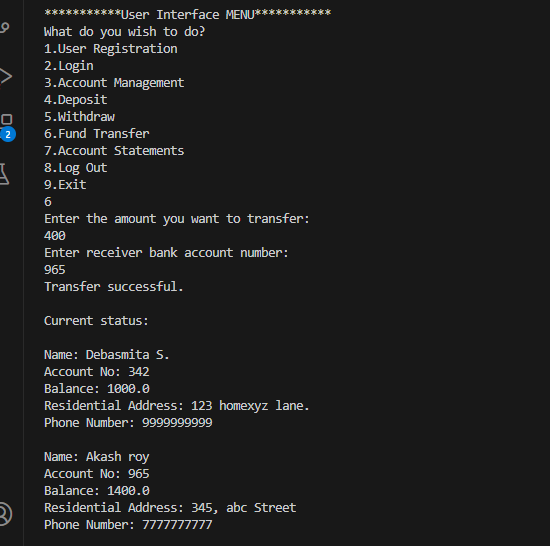 ***********User Interface MENU***********
What do you wish to do?
1.User Registration
2.Login
3.Account Management
4.Deposit
5.Withdraw
6.Fund Transfer
7.Account Statements
8.Log Out
9.Exit
6
Enter the amount you want to transfer:
400
Enter receiver bank account number:
965
Transfer successful.
Current status:
Name: Debasmita S.
Account No: 342
Balance: 1000.0
Residential Address: 123 homexyz lane.
Phone Number: 9999999999
Name: Akash roy
Account No: 965
Balance: 1400.0
Residential Address: 345, abc Street
Phone Number: 7777777777
2